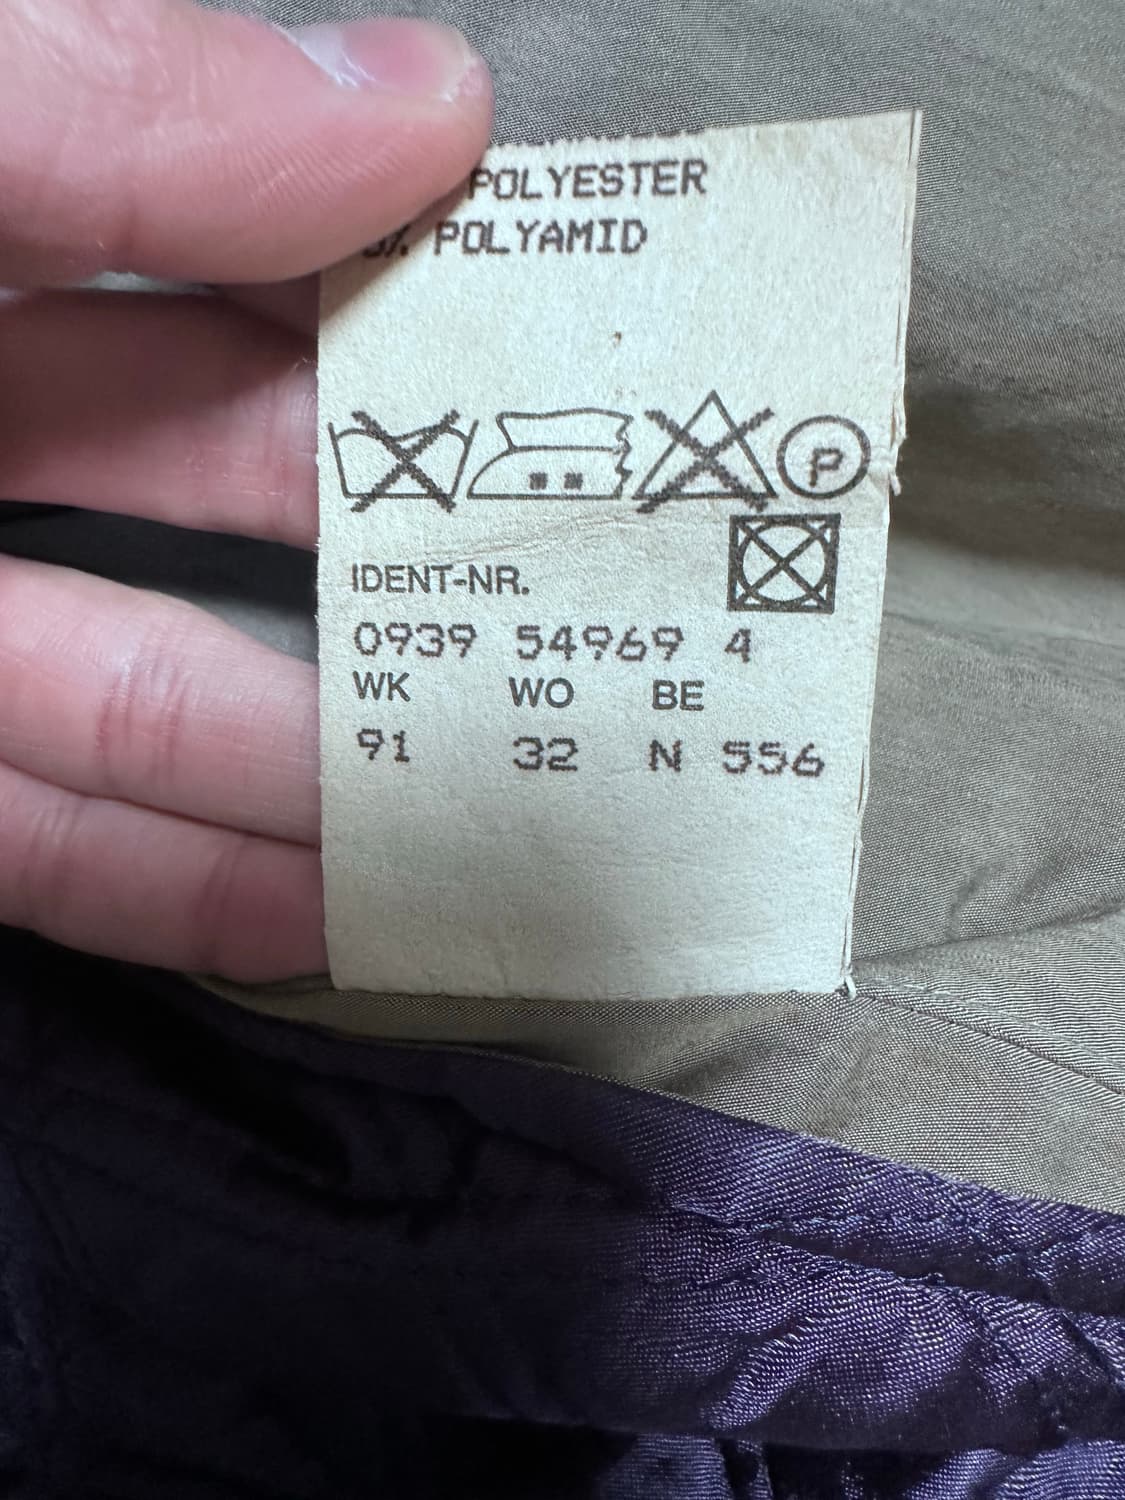 POLYESTER
% POLYAMID
P
IDENT-NR.
0939 54969 4
WK WO BE
91 32 N 556